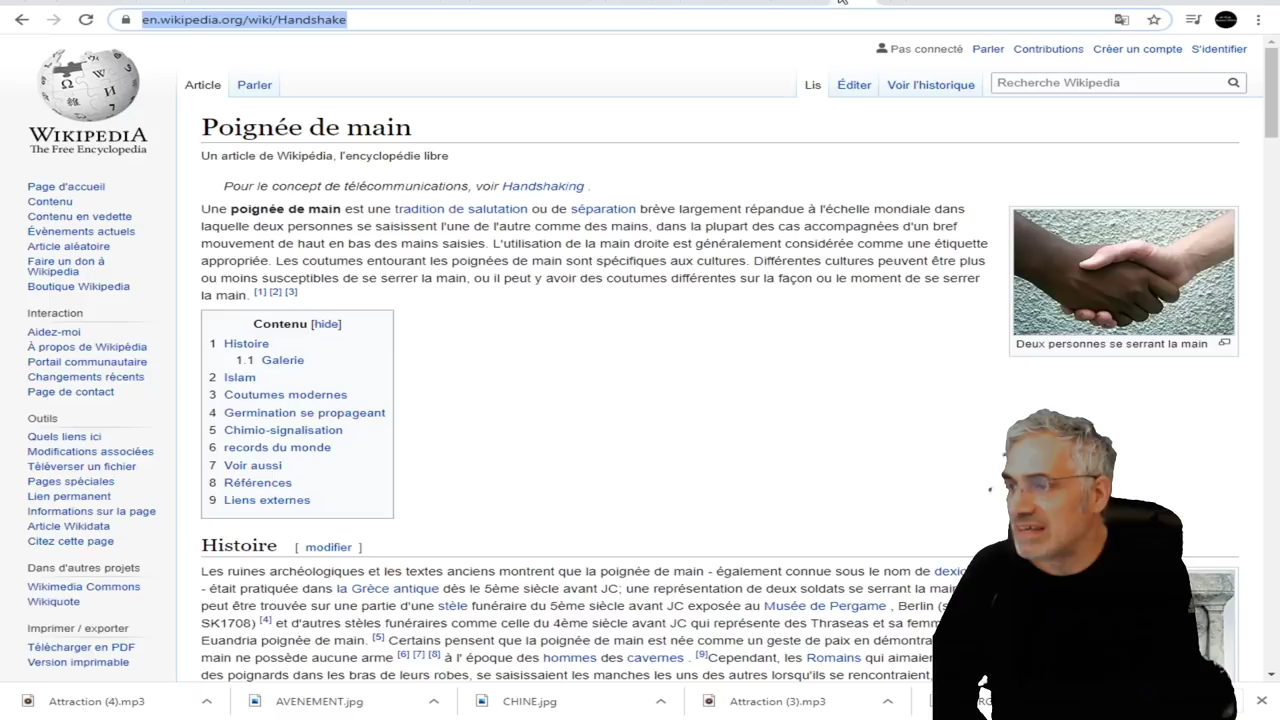 en.wikipedia.org/wiki/Handshake
Pas connecté Parler Contributions Créer un compte S'identifier
Article Parler Lis Éditer Voir l'historique Recherche Wikipedia
WIKIPEDIA
The Free Encyclopedia
Page d'accueil
Contenu
Contenu en vedette
Évènements actuels
Article aléatoire
Faire un don à
Wikipedia
Boutique Wikipedia
Interaction
Aidez-moi
À propos de Wikipédia
Portail communautaire
Changements récents
Page de contact
Outils
Quels liens ici
Modifications associées
Téléverser un fichier
Pages spéciales
Lien permanent
Informations sur la page
Article Wikidata
Citez cette page
Dans d'autres projets
Wikimedia Commons
Wikiquote
Imprimer / exporter
Télécharger en PDF
Version imprimable
Poignée de main
Un article de Wikipédia, l'encyclopédie libre
Pour le concept de télécommunications, voir Handshaking .
Une poignée de main est une tradition de salutation ou de séparation brève largement répandue à l'échelle mondiale dans
laquelle deux personnes se saisissent l'une de l'autre comme des mains, dans la plupart des cas accompagnées d'un bref
mouvement de haut en bas des mains saisies. L'utilisation de la main droite est généralement considérée comme une étiquette
appropriée. Les coutumes entourant les poignées de main sont spécifiques aux cultures. Différentes cultures peuvent être plus
ou moins susceptibles de se serrer la main, ou il peut y avoir des coutumes différentes sur la façon ou le moment de se serrer
la main. [1] [2] [3]
Deux personnes se serrant la main
Contenu [hide]
1 Histoire
1.1 Galerie
2 Islam
3 Coutumes modernes
4 Germination se propageant
5 Chimio-signalisation
6 records du monde
7 Voir aussi
8 Références
9 Liens externes
Histoire [ modifier ]
Les ruines archéologiques et les textes anciens montrent que la poignée de main - également connue sous le nom de
- était pratiquée dans la Grèce antique dès le 5ème siècle avant JC; une représentation de deux soldats se serrant la main
peut être trouvée sur une partie d'une stèle funéraire du 5ème siècle avant JC exposée au Musée de Pergame , Berlin
SK1708) [4] et d'autres stèles funéraires comme celle du 4ème siècle avant JC qui représente des Thraseas et sa
Euandria poignée de main. [5] Certains pensent que la poignée de main est née comme un geste de paix en
main ne possède aucune arme [6] [7] [8] à l' époque des hommes des cavernes . [9]Cependant, les Romains qui
des poignards dans les bras de leurs robes, se saisissaient les manches les uns des autres lorsqu'ils se rencontraient,
Attraction (4).mp3 AVENEMENT.jpg CHINE.jpg Attraction (3).mp3